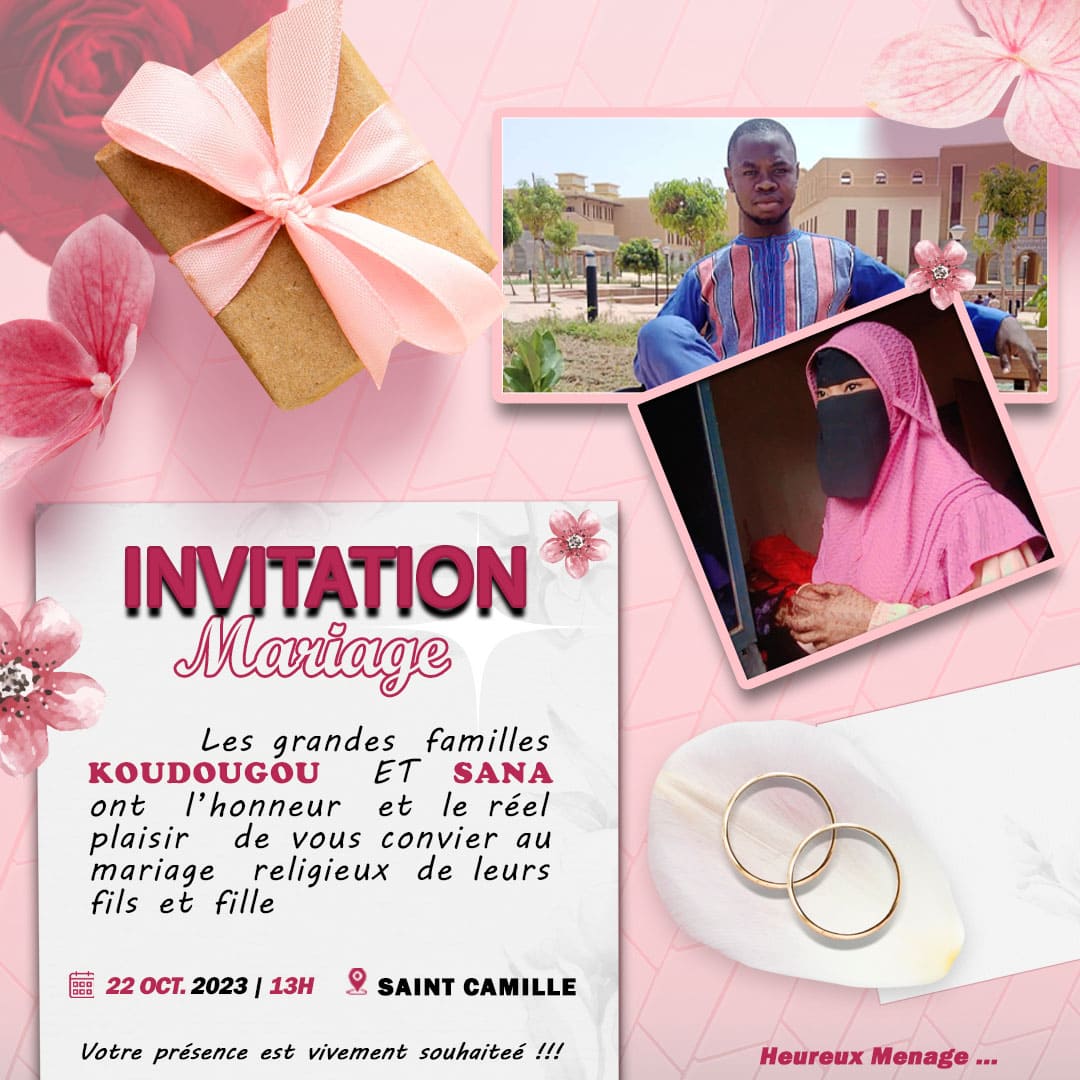 INVITATION
Mariage
Les grandes familles
KOUDOUGOU ET SANA
ont l'honneur et le réel
plaisir de vous convier au
mariage religieux de leurs
fils et fille
22 OCT. 2023 | 13H SAINT CAMILLE
Votre présence est vivement souhaiteé !!!
Heureux Menage ...